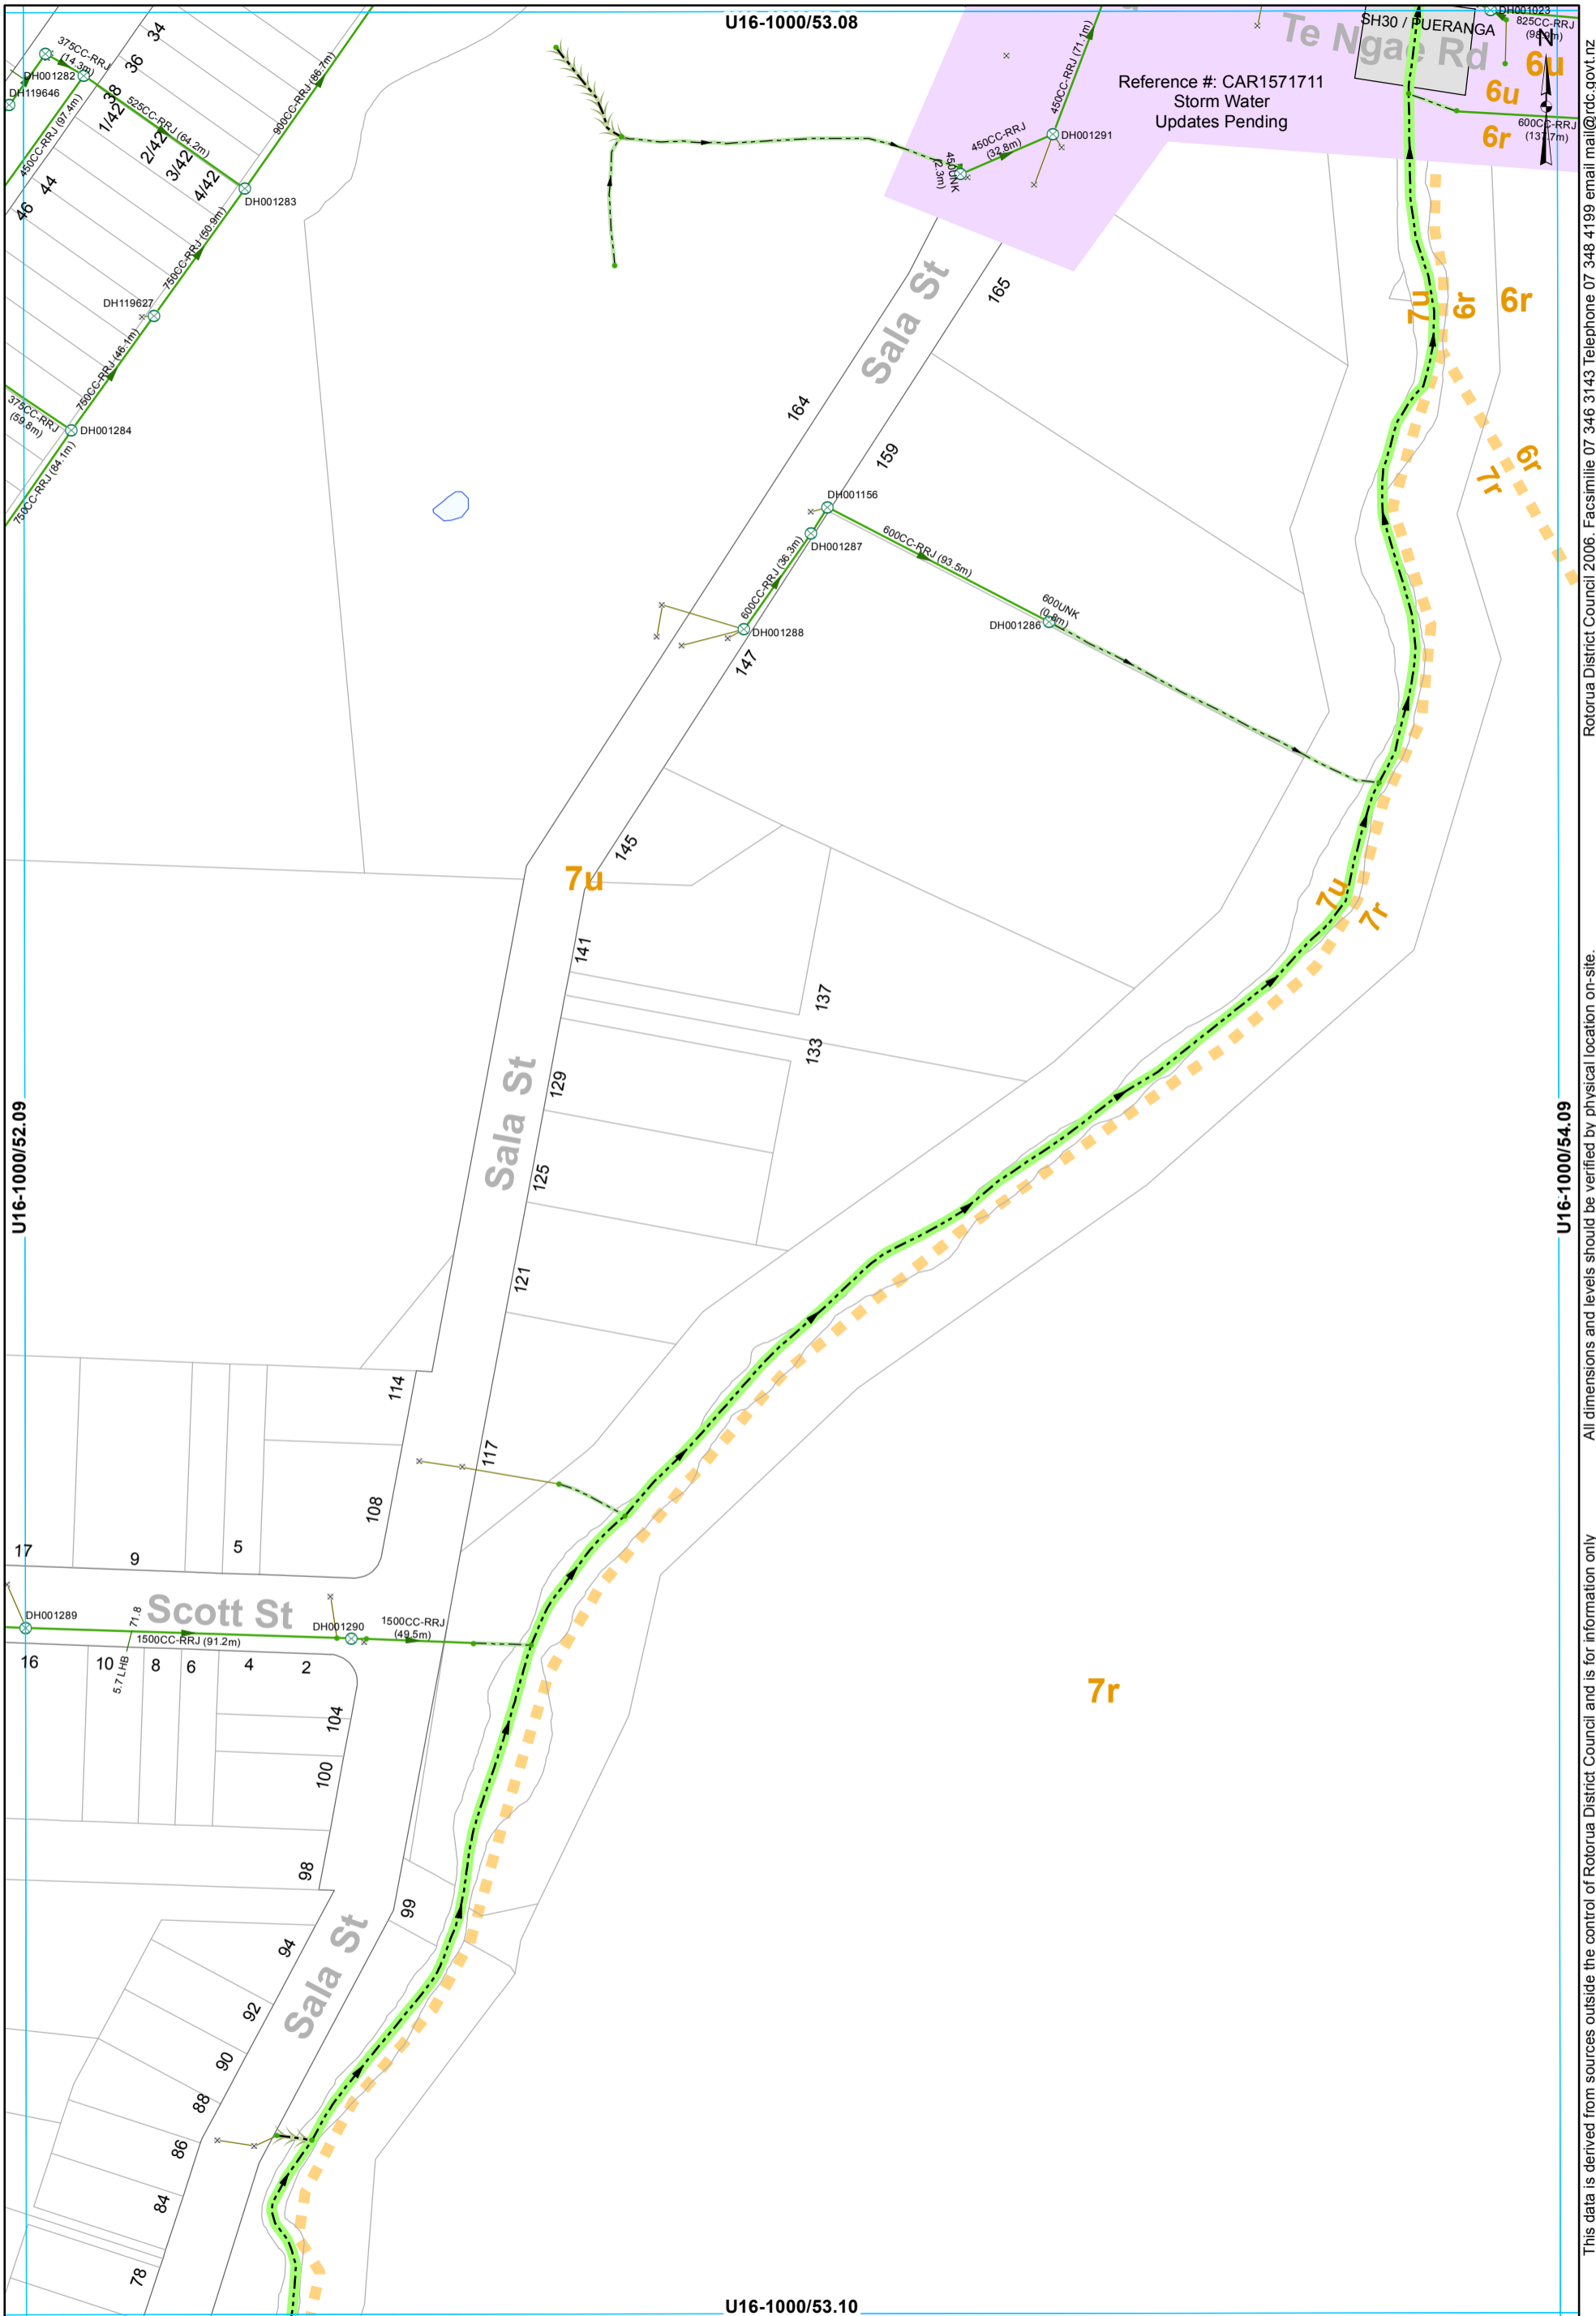 U16-1000/53.08
DH001023
825CC-RRJ
(98.9m)
SH30 / PUERANGA
Te Ngae Rd
N
6u
6u
6r
600CC-RRJ
(137.7m)
Reference #: CAR1571711
Storm Water
Updates Pending
450CC-RRJ (71.1m)
DH001291
450CC-RRJ
(32.8m)
450UNK
(2.3m)
34
36
38
1/42
2/42
3/42
4/42
44
46
375CC-RRJ
(14.3m)
DH001282
DH119646
525CC-RRJ (64.2m)
900CC-RRJ (86.7m)
450CC-RRJ (97.4m)
DH001283
750CC-RRJ (50.9m)
DH119627
750CC-RRJ (46.1m)
375CC-RRJ
(59.8m)
DH001284
750CC-RRJ (84.1m)
Sala St
165
164
159
7u
6r
6r
6r
7r
DH001156
DH001287
600CC-RRJ (36.3m)
600CC-RRJ (93.5m)
600UNK
(0.8m)
DH001286
DH001288
147
145
7u
7u
7r
141
137
133
129
125
121
Sala St
U16-1000/52.09
U16-1000/54.09
114
117
108
17
9
5
Scott St
DH001289
71.8
DH001290
1500CC-RRJ
(49.5m)
1500CC-RRJ (91.2m)
16
10
5.7 LHB
8
6
4
2
104
100
98
99
7r
94
92
90
88
86
84
78
Sala St
U16-1000/53.10
Rotorua District Council 2006. Facsimilie 07 346 3143 Telephone 07 348 4199 email mail@rdc.govt.nz
All dimensions and levels should be verified by physical location on-site.
This data is derived from sources outside the control of Rotorua District Council and is for information only